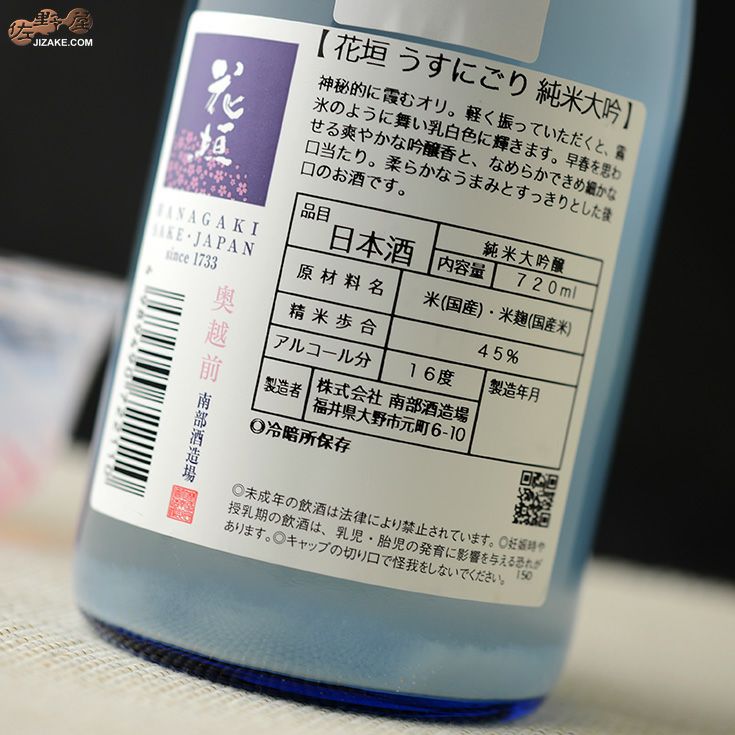 佐野屋
JIZAKE.COM
花垣
HANAGAKI
SAKE・JAPAN
since 1733
奥越前
南部酒造場
【花垣 うすにごり 純米大吟】
神秘的に霞むオリ。軽く振っていただくと、霧
氷のように舞い乳白色に輝きます。早春を思わ
せる爽やかな吟醸香と、なめらかできめ細かな
口当たり。柔らかなうまみとすっきりとした後
口のお酒です。
品目
日本酒
純米大吟醸
内容量 720ml
原材料名 米(国産)・米麹(国産米)
精米歩合 45%
アルコール分 16度
製造年月
製造者 株式会社 南部酒造場
福井県大野市元町6-10
◎冷暗所保存
◎未成年の飲酒は法律により禁止されています。◎妊娠時や
授乳期の飲酒は、乳児・胎児の発育に影響を与える恐れが
あります。◎キャップの切り口で怪我をしないでください。 150